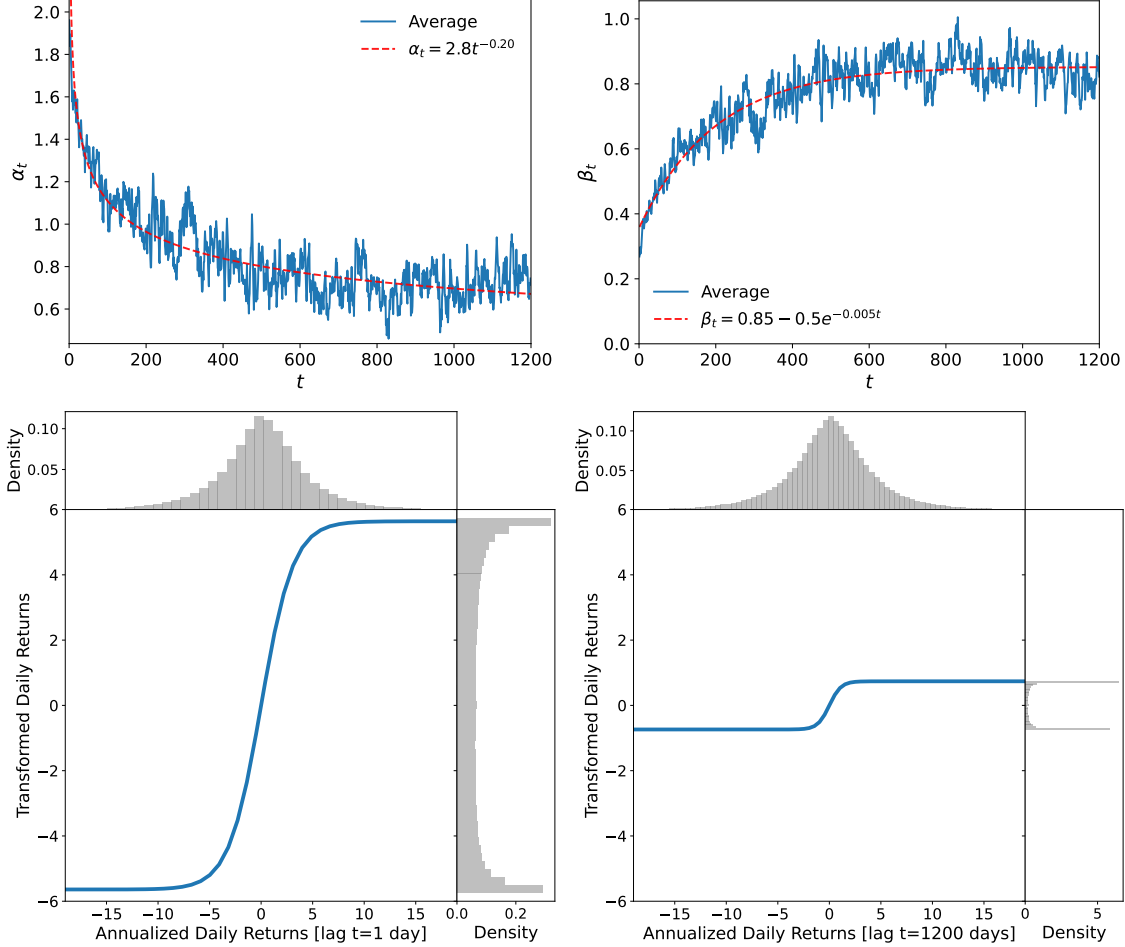 2.0
1.8
1.6
1.4
1.2
1.0
0.8
0.6
α_t
Average
α_t = 2.8t^{-0.20}
0 200 400 600 800 1000 1200
t
1.0
0.8
0.6
0.4
0.2
0.0
β_t
Average
β_t = 0.85 − 0.5e^{−0.005t}
0 200 400 600 800 1000 1200
t
Density
0.10
0.05
6
4
2
0
−2
−4
−6
Transformed Daily Returns
−15 −10 −5 0 5 10 15
Annualized Daily Returns [lag t=1 day]
0.0 0.2
Density
Density
0.10
0.05
6
4
2
0
−2
−4
−6
Transformed Daily Returns
−15 −10 −5 0 5 10 15
Annualized Daily Returns [lag t=1200 days]
0 5
Density